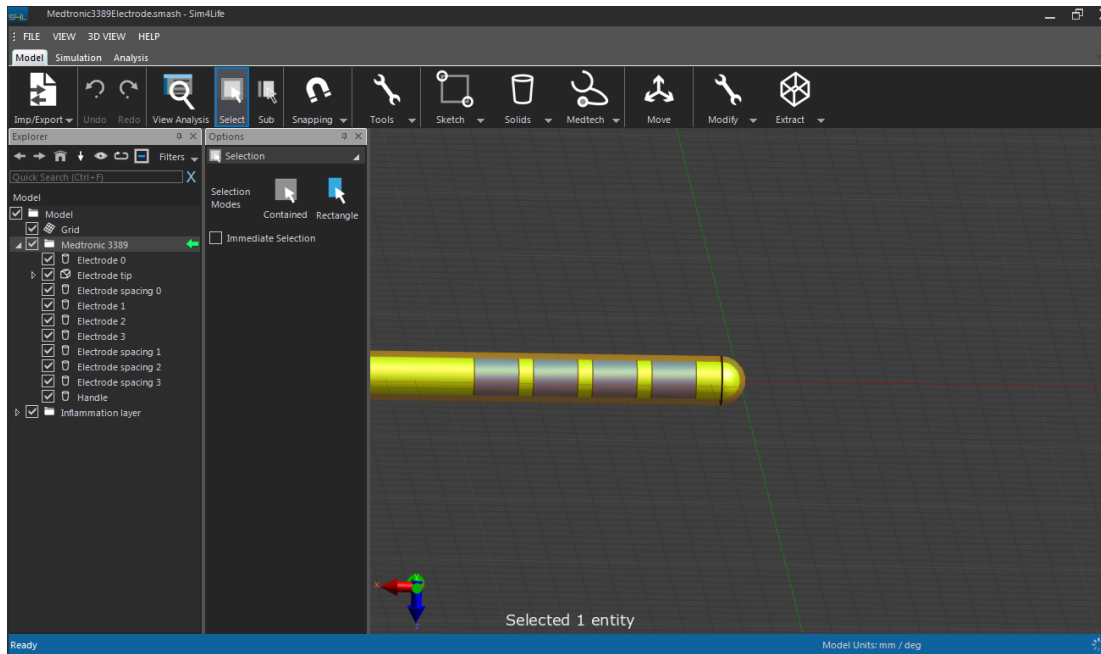 S4L Medtronic3389Electrode.smash - Sim4Life
FILE VIEW 3D VIEW HELP
Model Simulation Analysis
Imp/Export Undo Redo View Analysis Select Sub Snapping Tools Sketch Solids Medtech Move Modify Extract
Explorer
Options
Filters
Selection
Quick Search (Ctrl+F) X
Selection Modes
Contained Rectangle
Immediate Selection
Model
Model
Grid
Medtronic 3389
Electrode 0
Electrode tip
Electrode spacing 0
Electrode 1
Electrode 2
Electrode 3
Electrode spacing 1
Electrode spacing 2
Electrode spacing 3
Handle
Inflammation layer
x
y
z
Selected 1 entity
Ready
Model Units: mm / deg